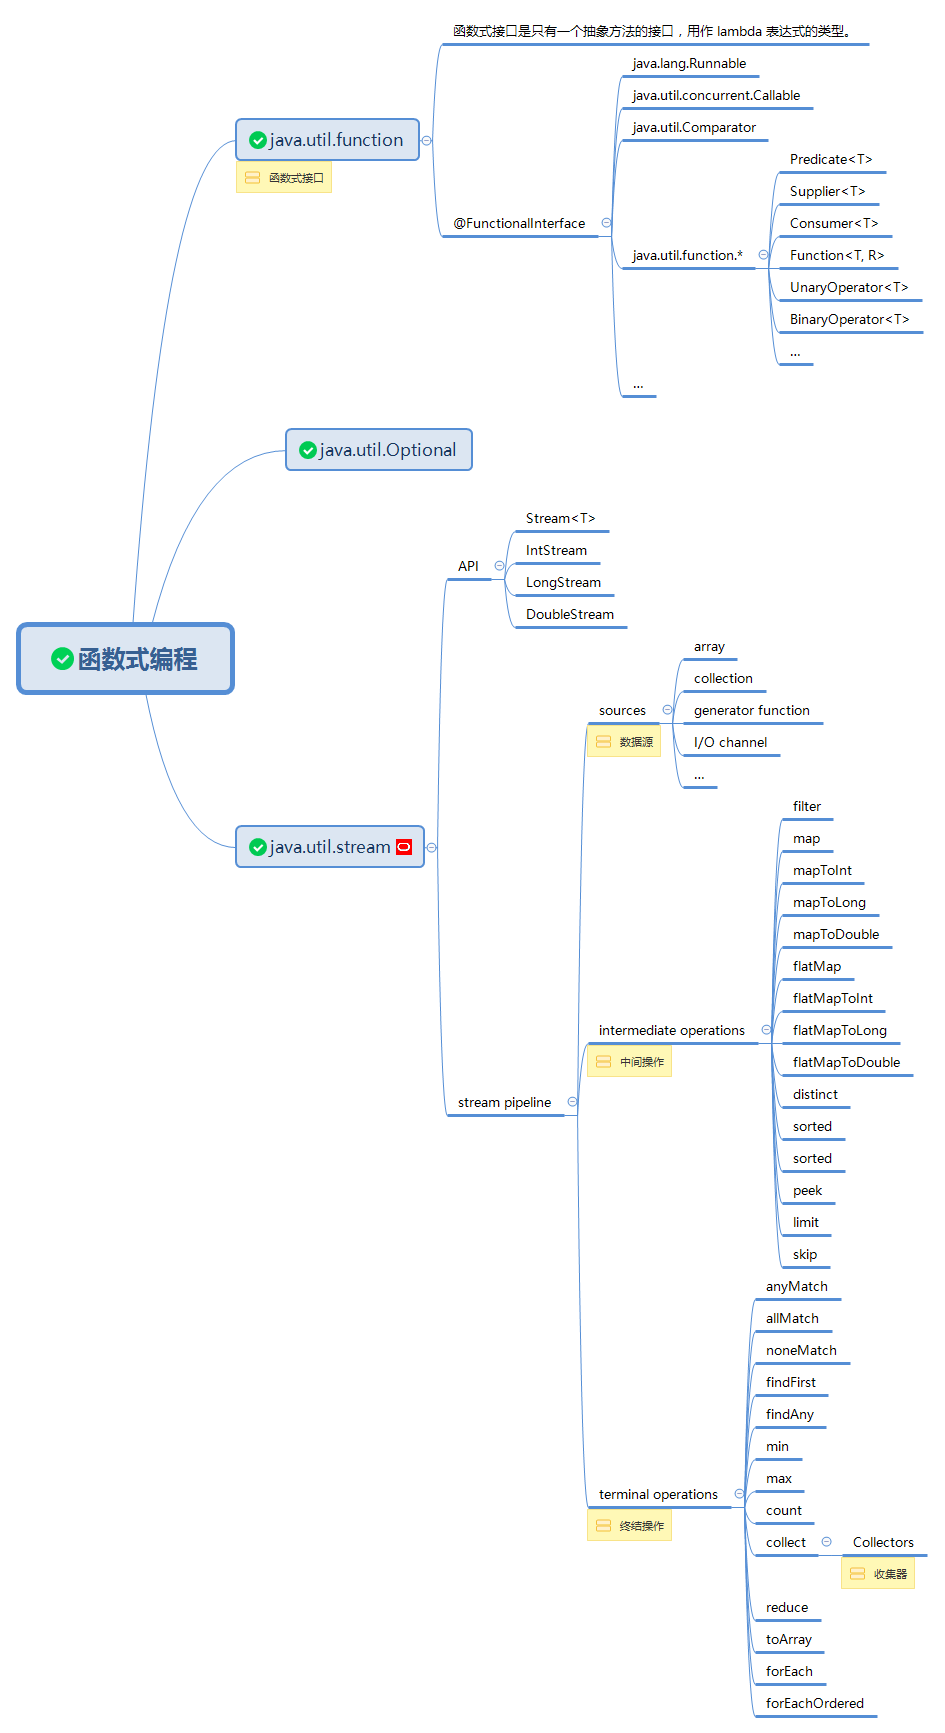 函数式编程
java.util.function
函数式接口
函数式接口是只有一个抽象方法的接口，用作 lambda 表达式的类型。
@FunctionalInterface
java.lang.Runnable
java.util.concurrent.Callable
java.util.Comparator
java.util.function.*
Predicate<T>
Supplier<T>
Consumer<T>
Function<T, R>
UnaryOperator<T>
BinaryOperator<T>
...
...
java.util.Optional
java.util.stream
API
Stream<T>
IntStream
LongStream
DoubleStream
stream pipeline
sources
数据源
array
collection
generator function
I/O channel
...
intermediate operations
中间操作
filter
map
mapToInt
mapToLong
mapToDouble
flatMap
flatMapToInt
flatMapToLong
flatMapToDouble
distinct
sorted
sorted
peek
limit
skip
terminal operations
终结操作
anyMatch
allMatch
noneMatch
findFirst
findAny
min
max
count
collect
Collectors
收集器
reduce
toArray
forEach
forEachOrdered